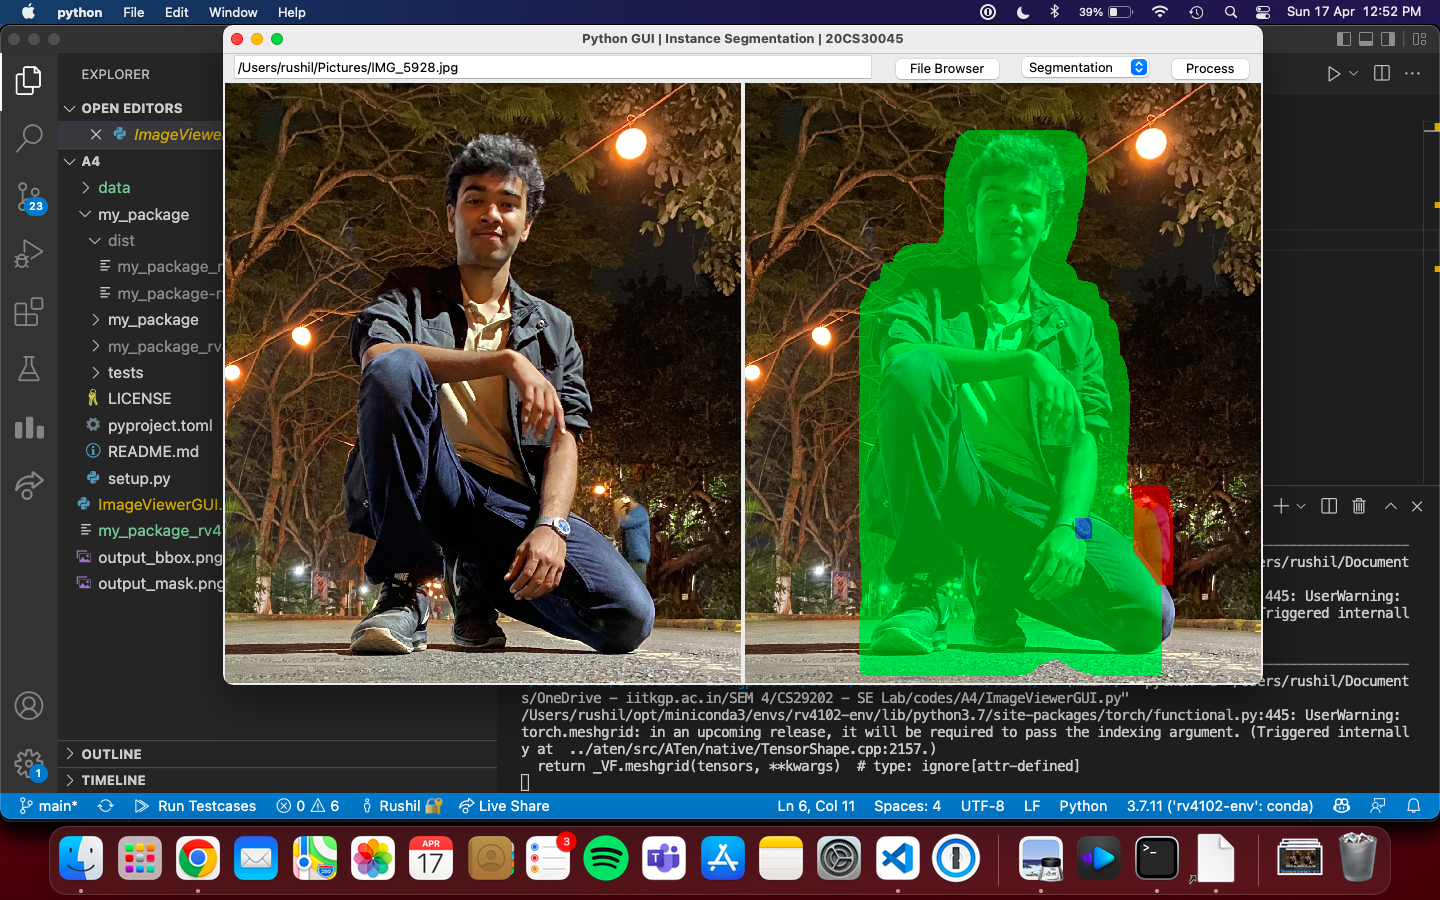 python File Edit Window Help
39% Sun 17 Apr 12:52 PM
Python GUI | Instance Segmentation | 20CS30045
/Users/rushil/Pictures/IMG_5928.jpg File Browser Segmentation Process
EXPLORER
OPEN EDITORS
ImageViewe
A4
data
23
my_package
dist
my_package_r
my_package-r
my_package
my_package_rv
tests
LICENSE
pyproject.toml
README.md
setup.py
ImageViewerGUI.
my_package_rv4
output_bbox.png
output_mask.png
NIKE
ers/rushil/Document
445: UserWarning:
Triggered internall
ers/rushil/Document
s/OneDrive - iitkgp.ac.in/SEM 4/CS29202 - SE Lab/codes/A4/ImageViewerGUI.py"
/Users/rushil/opt/miniconda3/envs/rv4102-env/lib/python3.7/site-packages/torch/functional.py:445: UserWarning:
torch.meshgrid: in an upcoming release, it will be required to pass the indexing argument. (Triggered internall
y at ../aten/src/ATen/native/TensorShape.cpp:2157.)
return _VF.meshgrid(tensors, **kwargs) # type: ignore[attr-defined]
OUTLINE
TIMELINE
1
main* Run Testcases 0 6 Rushil Live Share Ln 6, Col 11 Spaces: 4 UTF-8 LF Python 3.7.11 ('rv4102-env': conda)
APR
17
3
280
>_